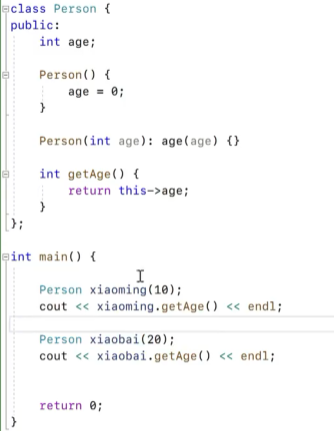 class Person {
public:
    int age;

    Person() {
        age = 0;
    }

    Person(int age): age(age) {}

    int getAge() {
        return this->age;
    }
};

int main() {

    Person xiaoming(10);
    cout << xiaoming.getAge() << endl;

    Person xiaobai(20);
    cout << xiaobai.getAge() << endl;


    return 0;
}